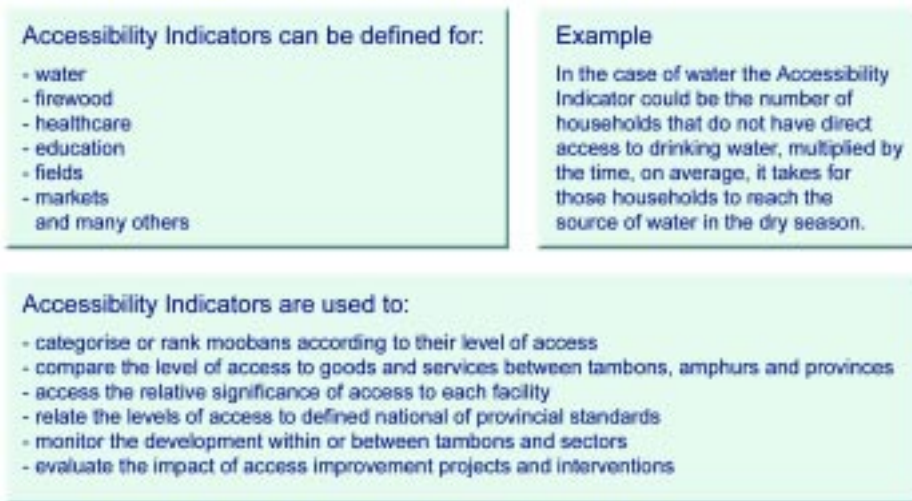 Accessibility Indicators can be defined for:
- water
- firewood
- healthcare
- education
- fields
- markets
and many others
Example
In the case of water the Accessibility
Indicator could be the number of
households that do not have direct
access to drinking water, multiplied by
the time, on average, it takes for
those households to reach the
source of water in the dry season.
Accessibility Indicators are used to:
- categorise or rank moobans according to their level of access
- compare the level of access to goods and services between tambons, amphurs and provinces
- access the relative significance of access to each facility
- relate the levels of access to defined national of provincial standards
- monitor the development within or between tambons and sectors
- evaluate the impact of access improvement projects and interventions